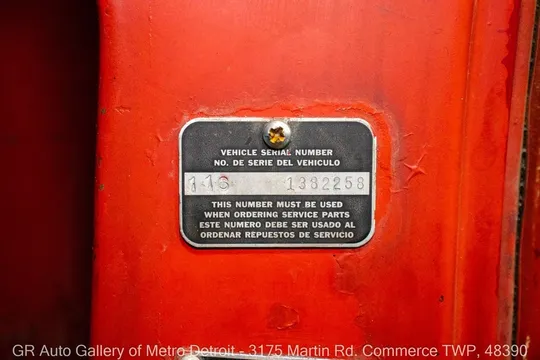 VEHICLE SERIAL NUMBER
NO. DE SERIE DEL VEHICULO
1382258
THIS NUMBER MUST BE USED
WHEN ORDERING SERVICE PARTS
ESTE NUMERO DEBE SER USADO AL
ORDENAR REPUESTOS DE SERVICIO
GR Auto Gallery of Metro Detroit - 3175 Martin Rd. Commerce TWP, 48390